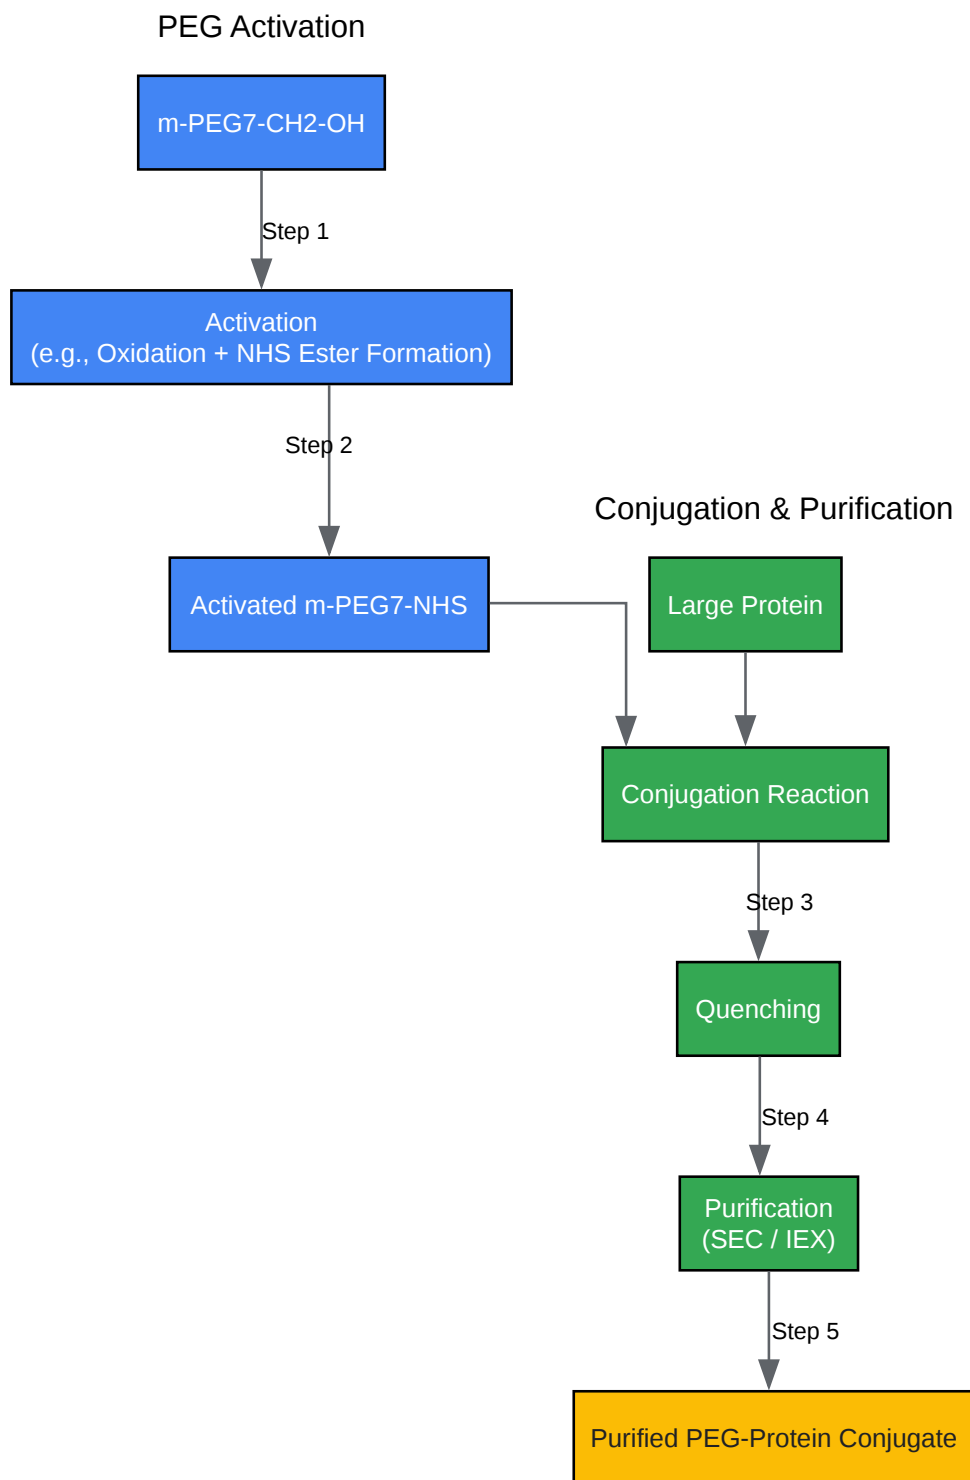 PEG Activation
m-PEG7-CH2-OH
Step 1
Activation
(e.g., Oxidation + NHS Ester Formation)
Step 2
Activated m-PEG7-NHS
Conjugation & Purification
Large Protein
Conjugation Reaction
Step 3
Quenching
Step 4
Purification
(SEC / IEX)
Step 5
Purified PEG-Protein Conjugate